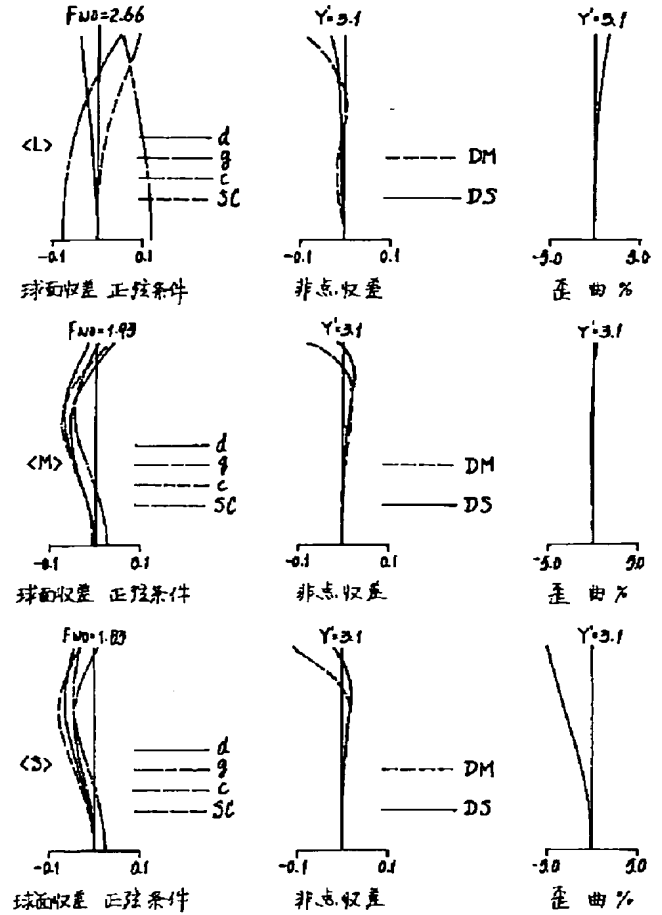 FNO=2.66 Y'=3.1 Y'=3.1
<L>
d
g
c
SC
DM
DS
-0.1 0.1 -0.1 0.1 -5.0 5.0
球面収差 正弦条件 非点収差 歪曲%
FNO=1.93 Y'=3.1 Y'=3.1
<M>
d
g
c
SC
DM
DS
-0.1 0.1 -0.1 0.1 -5.0 5.0
球面収差 正弦条件 非点収差 歪曲%
FNO=1.83 Y'=3.1 Y'=3.1
<S>
d
g
c
SC
DM
DS
-0.1 0.1 -0.1 0.1 -5.0 5.0
球面収差 正弦条件 非点収差 歪曲%